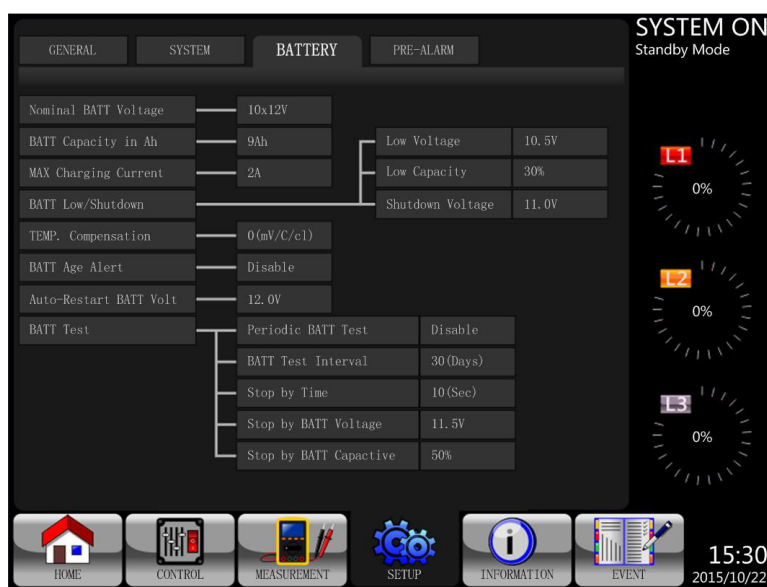 SYSTEM ON
Standby Mode
GENERAL SYSTEM BATTERY PRE-ALARM
Nominal BATT Voltage 10x12V
BATT Capacity in Ah 9Ah Low Voltage 10.5V
MAX Charging Current 2A Low Capacity 30%
BATT Low/Shutdown Shutdown Voltage 11.0V
TEMP. Compensation 0(mV/C/cl)
BATT Age Alert Disable
Auto-Restart BATT Volt 12.0V
BATT Test Periodic BATT Test Disable
BATT Test Interval 30(Days)
Stop by Time 10(Sec)
Stop by BATT Voltage 11.5V
Stop by BATT Capactive 50%
L1
0%
L2
0%
L3
0%
HOME CONTROL MEASUREMENT SETUP INFORMATION EVENT
15:30
2015/10/22